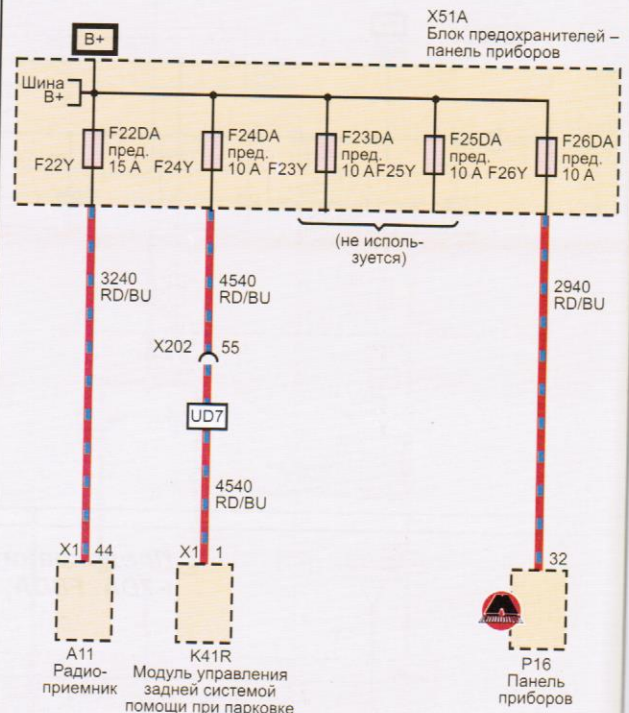 X51A
Блок предохранителей –
панель приборов
B+
Шина
B+
F22Y
F22DA
пред.
15 A
F24Y
F24DA
пред.
10 A
F23Y
F23DA
пред.
10 A
F25Y
F25DA
пред.
10 A
F26Y
F26DA
пред.
10 A
(не исполь-
зуется)
3240
RD/BU
4540
RD/BU
2940
RD/BU
X202
55
UD7
4540
RD/BU
X1
44
X1
1
32
A11
Радио-
приемник
K41R
Модуль управления
задней системой
помощи при парковке
P16
Панель
приборов